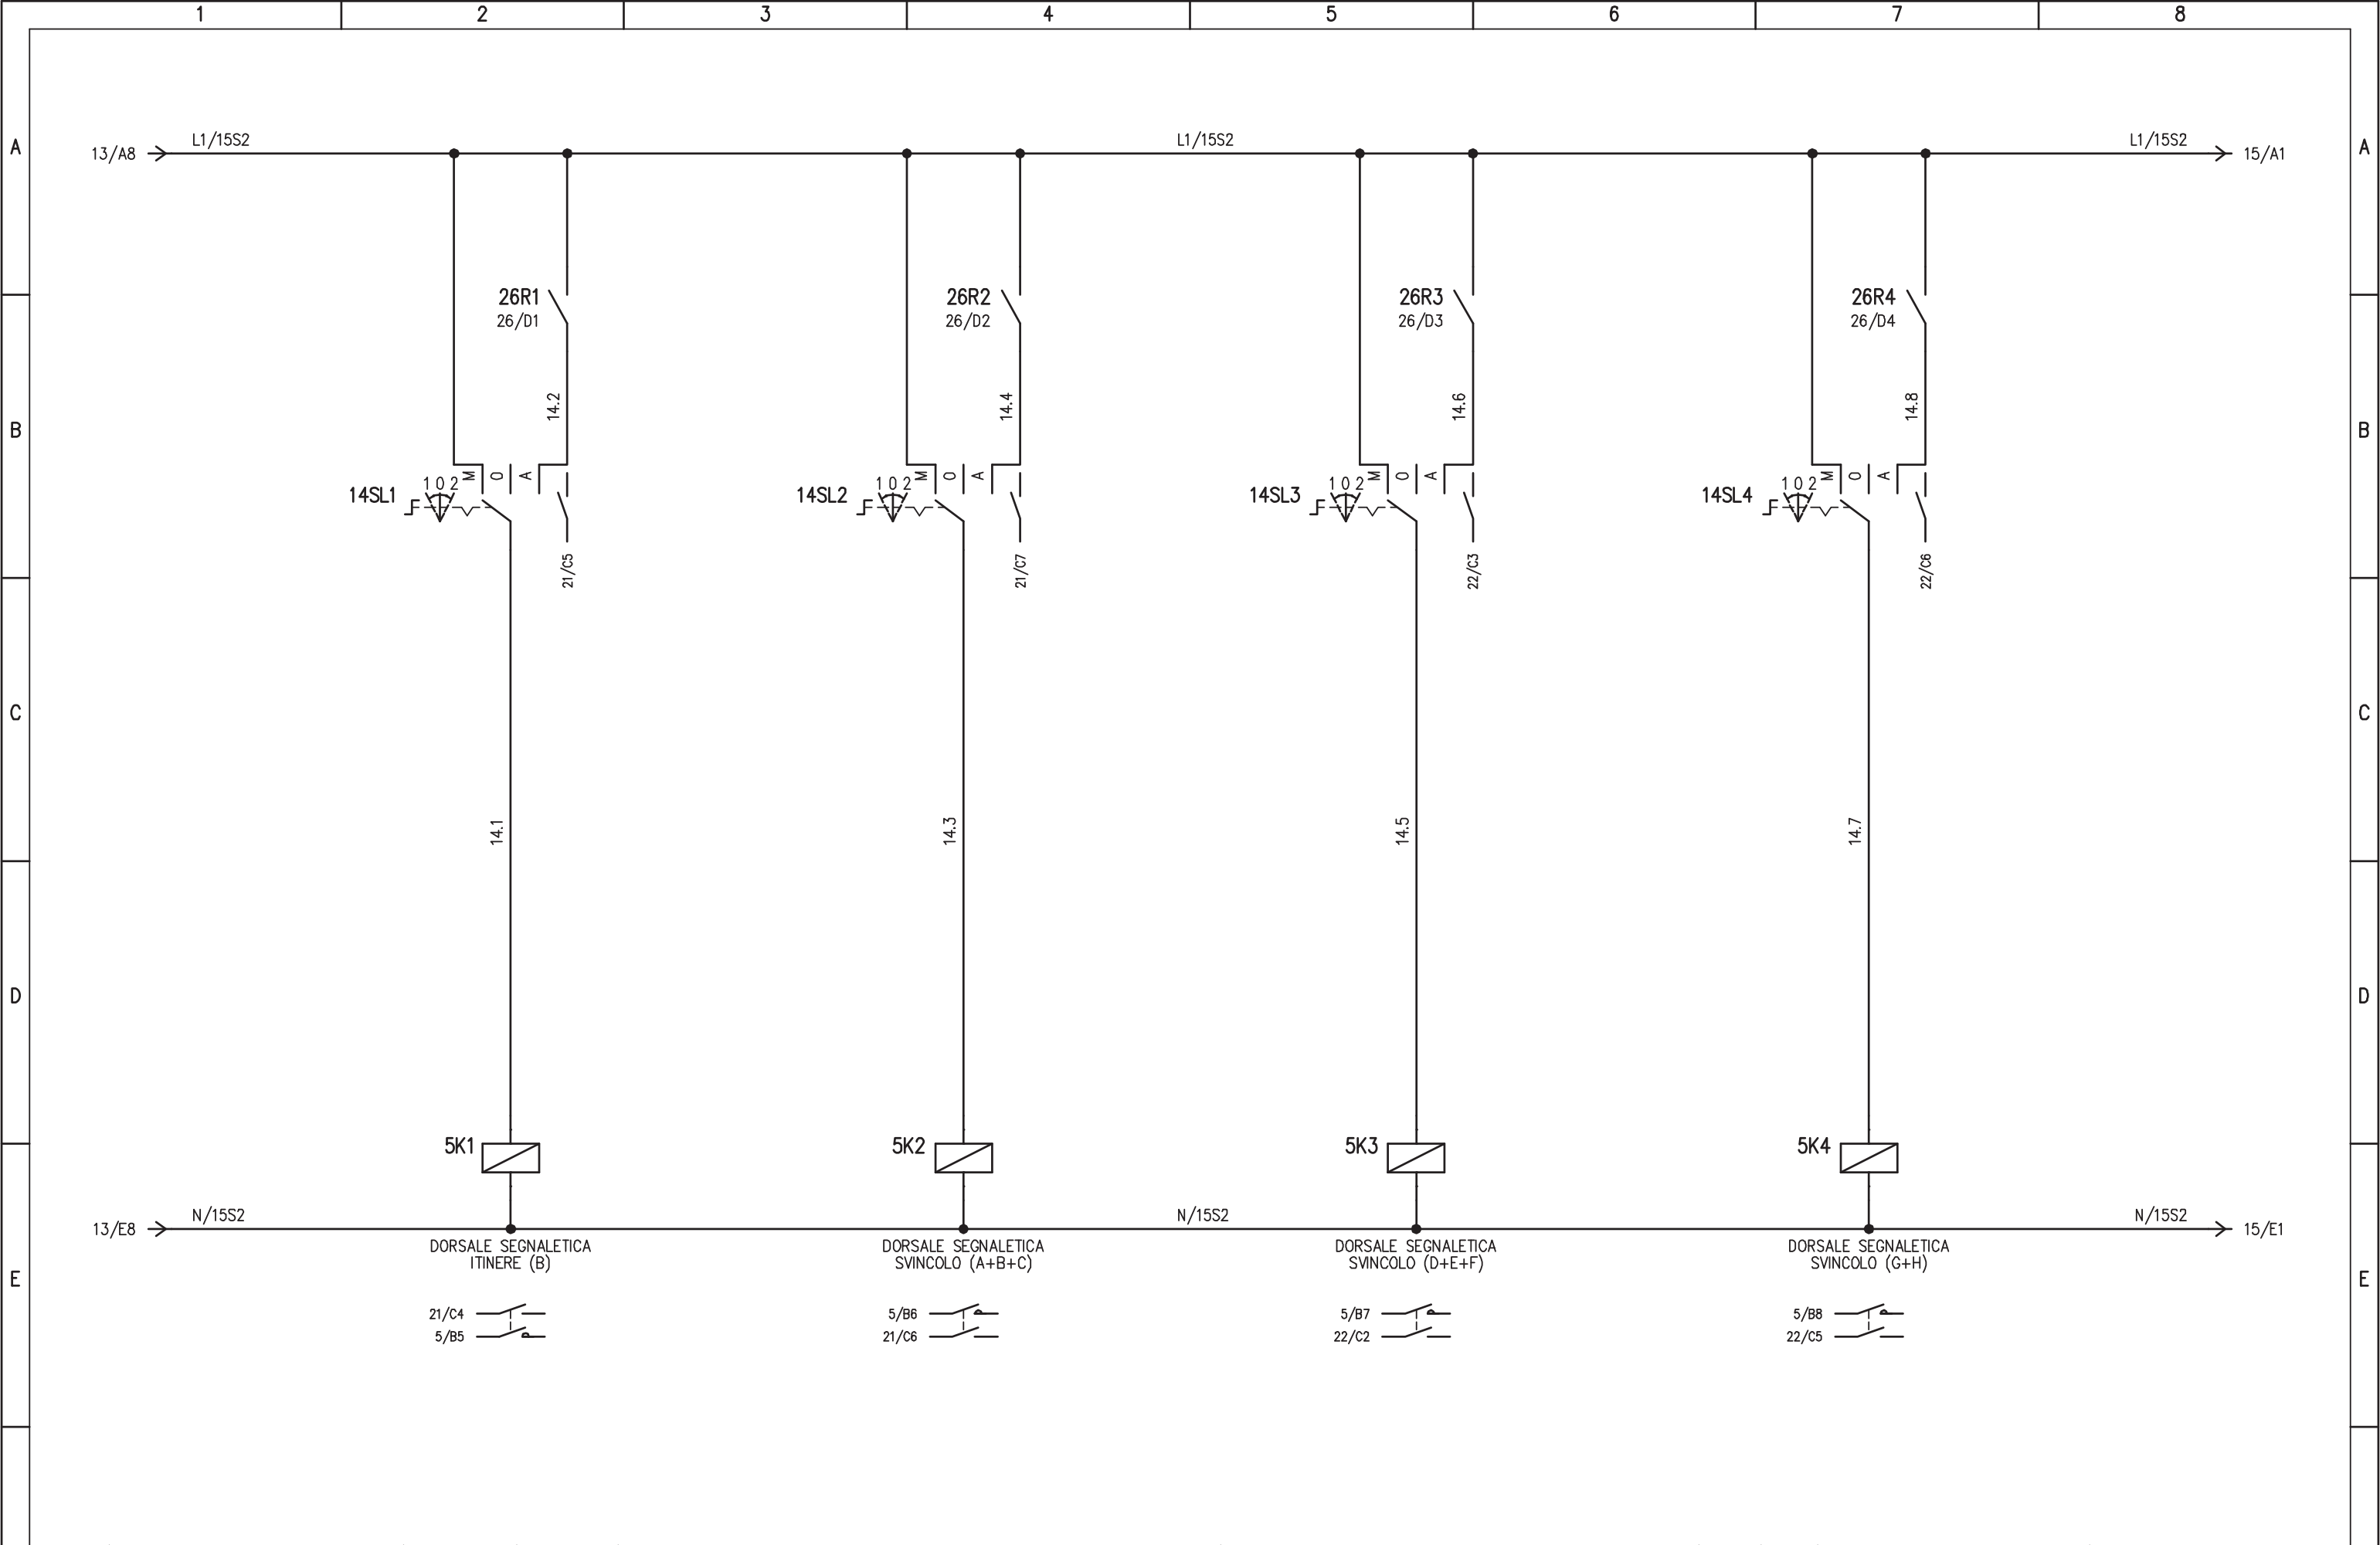 1 2 3 4 5 6 7 8
A 13/A8 L1/15S2 L1/15S2 L1/15S2 15/A1 A
26R1 26R2 26R3 26R4
26/D1 26/D2 26/D3 26/D4
14.2 14.4 14.6 14.8
B B
M O A M O A M O A M O A
1 0 2 1 0 2 1 0 2 1 0 2
14SL1 14SL2 14SL3 14SL4
21/C5 21/C7 22/C3 22/C6
C C
14.1 14.3 14.5 14.7
D D
5K1 5K2 5K3 5K4
13/E8 N/15S2 N/15S2 N/15S2 15/E1
DORSALE SEGNALETICA DORSALE SEGNALETICA DORSALE SEGNALETICA DORSALE SEGNALETICA
ITINERE (B) SVINCOLO (A+B+C) SVINCOLO (D+E+F) SVINCOLO (G+H)
E E
21/C4 5/B6 5/B7 5/B8
5/B5 21/C6 22/C2 22/C5